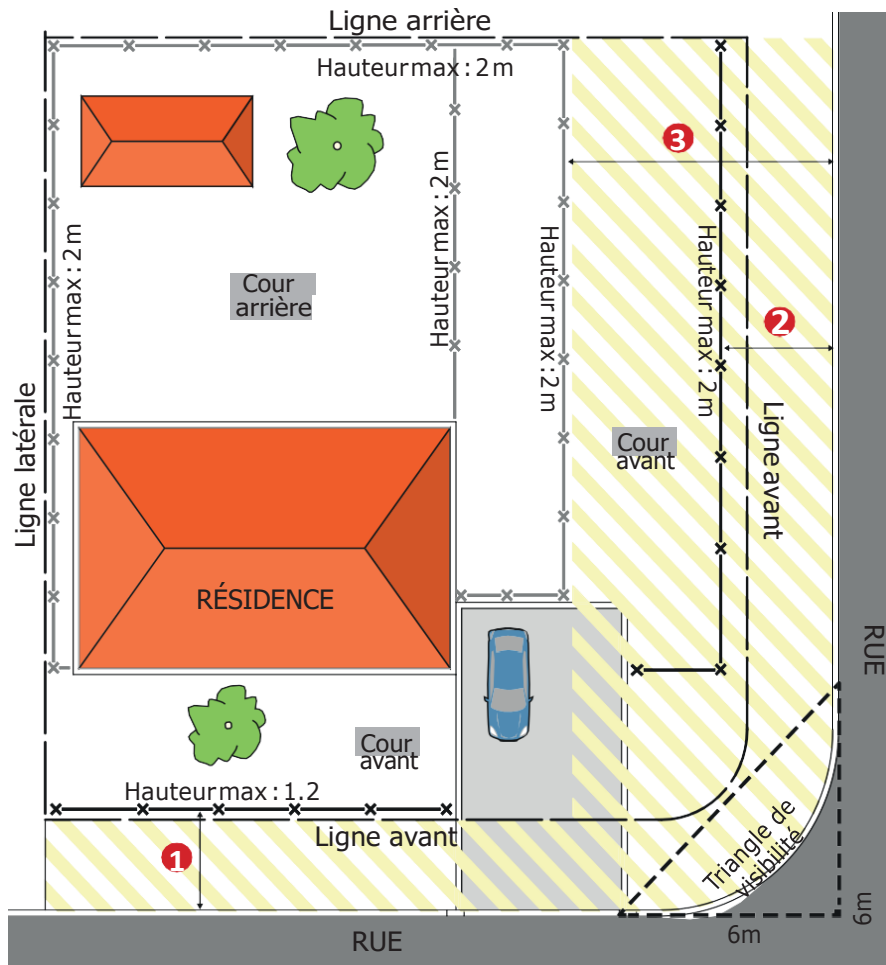 Ligne arrière
Hauteur max : 2 m
3
Hauteur max : 2 m
Hauteur max : 2 m
Hauteur max : 2 m
Hauteur max : 2 m
Cour
arrière
2
Ligne latérale
Cour
avant
Ligne avant
RÉSIDENCE
RUE
Cour
avant
Hauteur max : 1.2
Ligne avant
1
Triangle de
visibilité
6m
6m
RUE